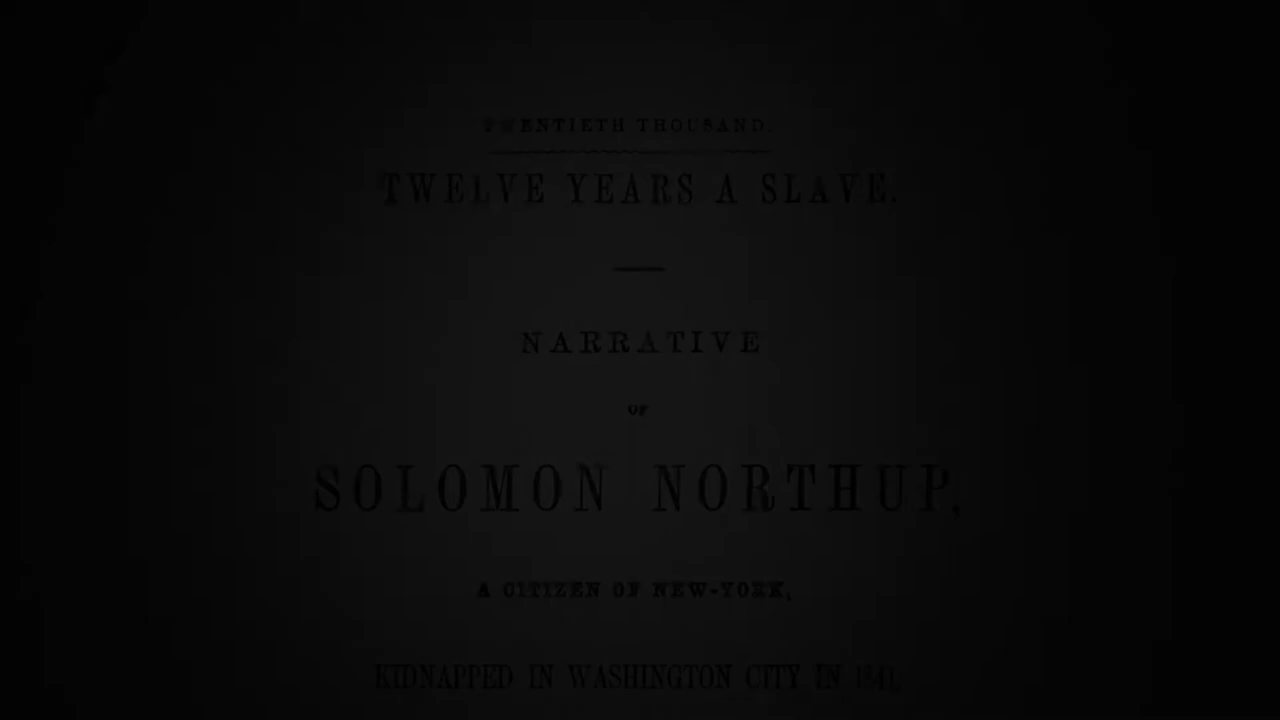 TWENTIETH THOUSAND.
TWELVE YEARS A SLAVE.
NARRATIVE
OF
SOLOMON NORTHUP,
A CITIZEN OF NEW-YORK,
KIDNAPPED IN WASHINGTON CITY IN 1841,